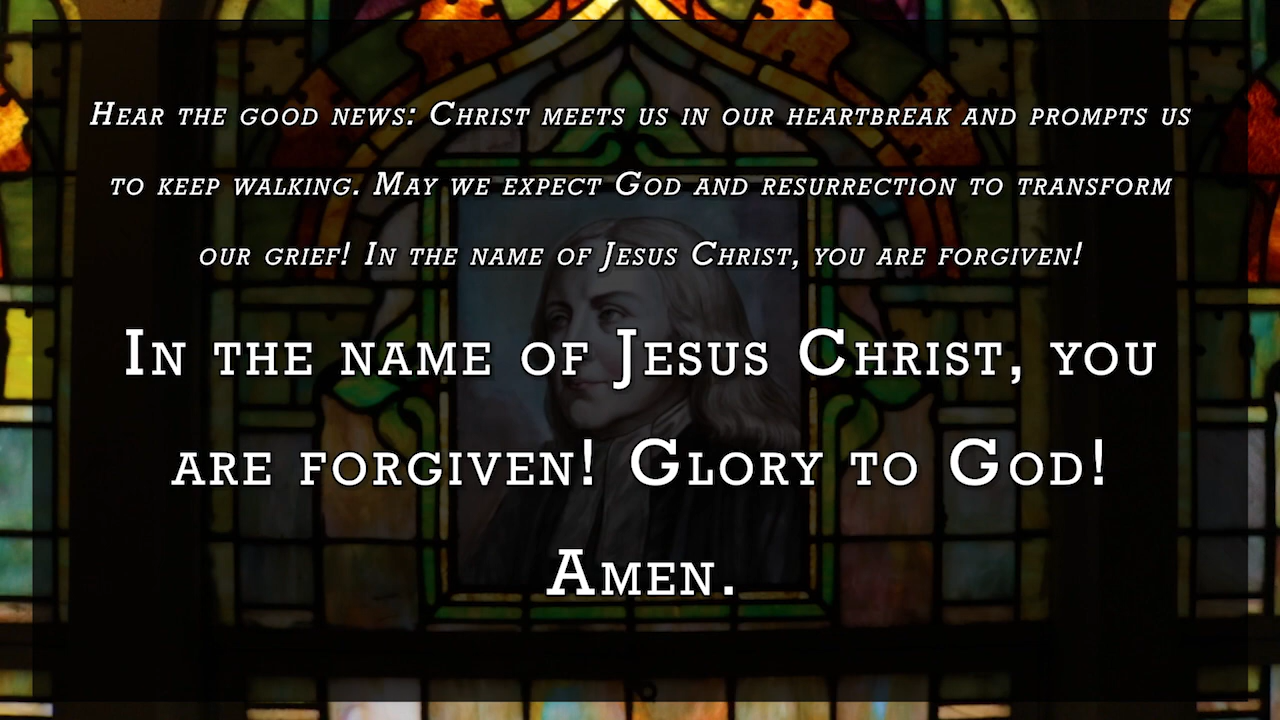 Hear the good news: Christ meets us in our heartbreak and prompts us
to keep walking. May we expect God and resurrection to transform
our grief! In the name of Jesus Christ, you are forgiven!
In the name of Jesus Christ, you
are forgiven! Glory to God!
Amen.